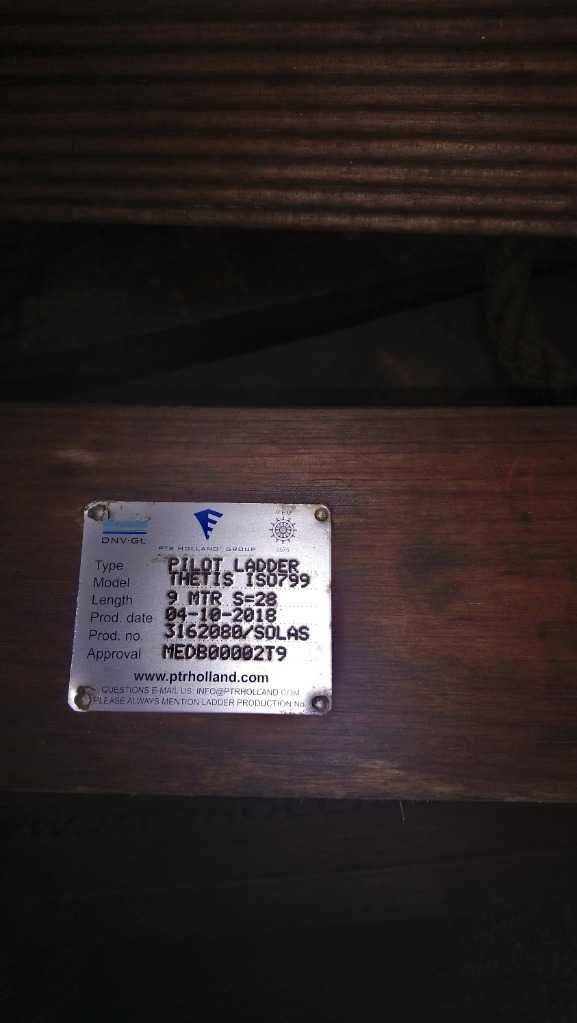 DNV·GL
PTR HOLLAND GROUP
Type PILOT LADDER
Model THETIS ISO799
Length 9 MTR S=28
Prod. date 04-10-2018
Prod. no. 3162080/SOLAS
Approval MEDB00002T9
www.ptrholland.com
QUESTIONS E-MAIL US: INFO@PTRHOLLAND.COM
PLEASE ALWAYS MENTION LADDER PRODUCTION No.